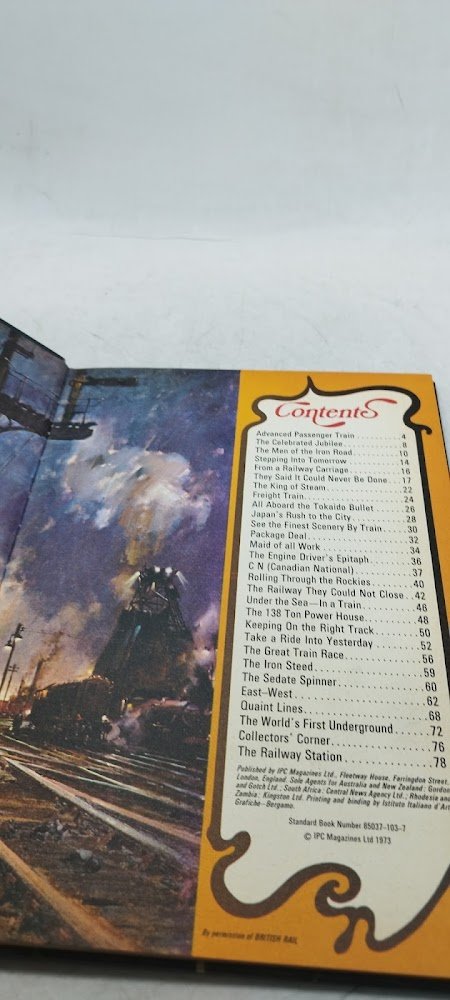 Contents
Advanced Passenger Train 4
The Celebrated Jubilee 8
The Men of the Iron Road 10
Stepping Into Tomorrow 14
From a Railway Carriage 16
They Said It Could Never Be Done 17
The King of Steam 22
Freight Train 24
All Aboard the Tokaido Bullet 26
Japan's Rush to the City 28
See the Finest Scenery By Train 30
Package Deal 32
Maid of all Work 34
The Engine Driver's Epitaph 36
C N (Canadian National) 37
Rolling Through the Rockies 40
The Railway They Could Not Close 42
Under the Sea—In a Train 46
The 138 Ton Power House 48
Keeping On the Right Track 50
Take a Ride Into Yesterday 52
The Great Train Race 56
The Iron Steed 59
The Sedate Spinner 60
East–West 62
Quaint Lines 68
The World's First Underground 72
Collectors' Corner 76
The Railway Station 78
Published by IPC Magazines Ltd., Fleetway House, Farringdon Street,
London, England. Sole Agents for Australia and New Zealand: Gordon
and Gotch Ltd.; South Africa: Central News Agency Ltd.; Rhodesia and
Zambia: Kingston Ltd. Printing and binding by Istituto Italiano d'Arti
Grafiche–Bergamo.
Standard Book Number 85037-103-7
© IPC Magazines Ltd 1973
By permission of BRITISH RAIL